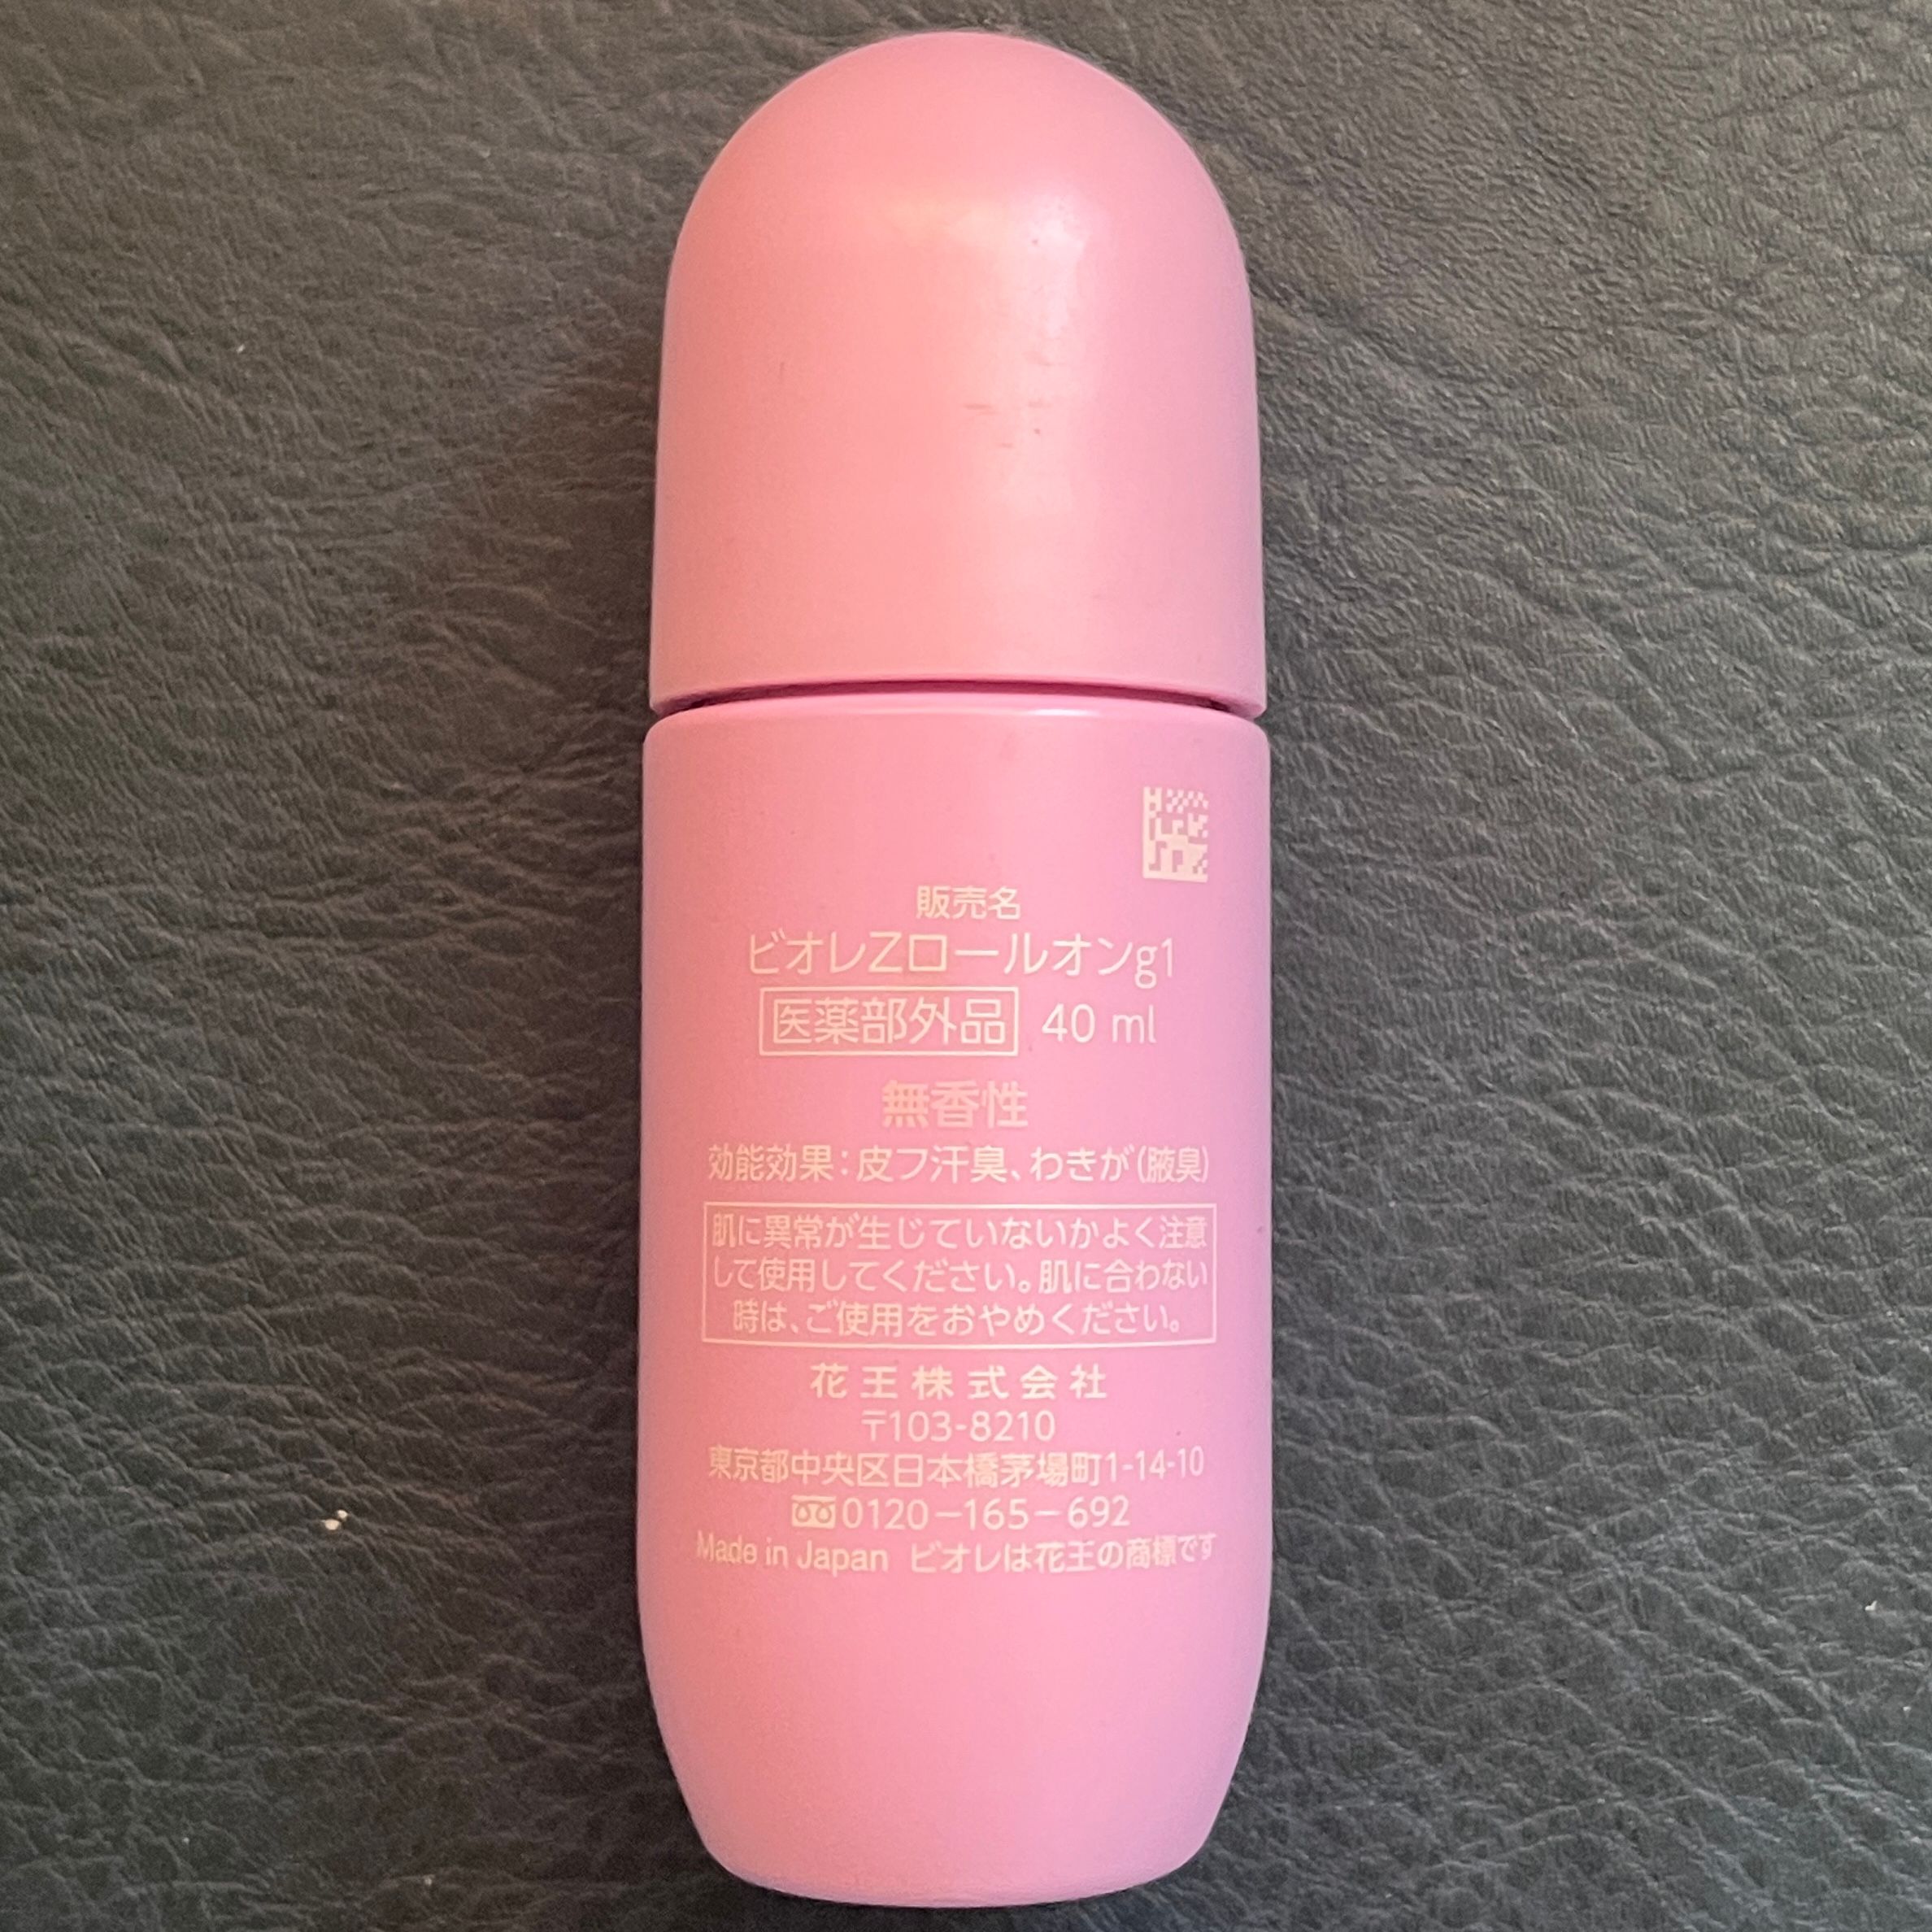 販売名
ビオレZロールオンg1
医薬部外品 40 ml
無香性
効能効果：皮フ汗臭、わきが(腋臭)
肌に異常が生じていないかよく注意
して使用してください。肌に合わない
時は、ご使用をおやめください。
花王株式会社
〒103-8210
東京都中央区日本橋茅場町1-14-10
0120-165-692
Made in Japan ビオレは花王の商標です